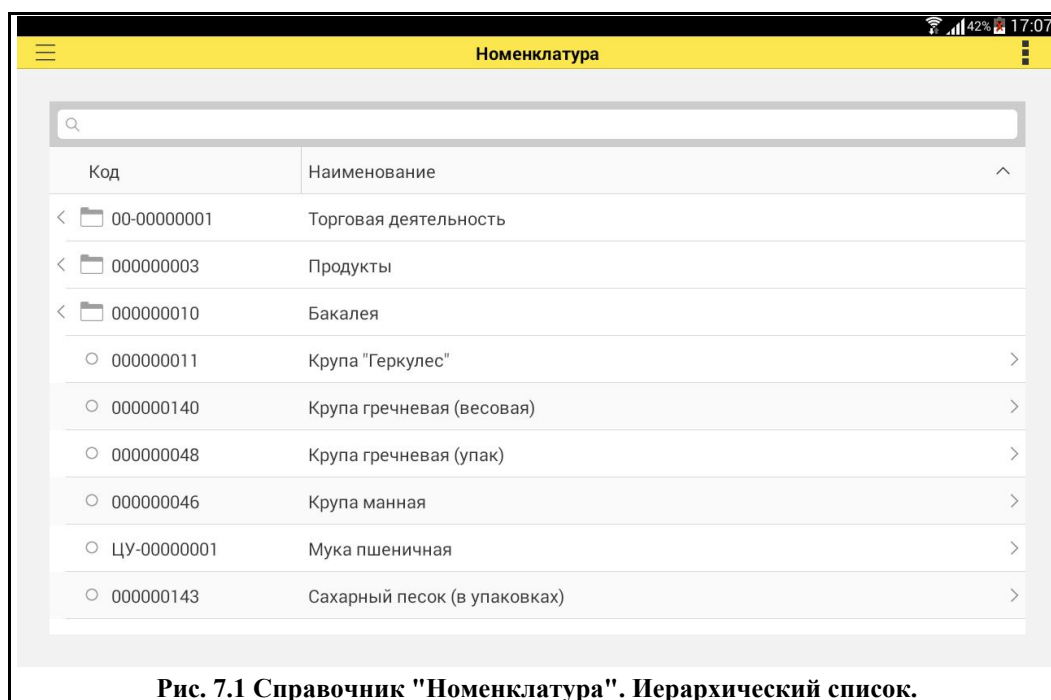 42% 17:07
Номенклатура
Код Наименование
00-00000001 Торговая деятельность
000000003 Продукты
000000010 Бакалея
000000011 Крупа "Геркулес"
000000140 Крупа гречневая (весовая)
000000048 Крупа гречневая (упак)
000000046 Крупа манная
ЦУ-00000001 Мука пшеничная
000000143 Сахарный песок (в упаковках)
Рис. 7.1 Справочник "Номенклатура". Иерархический список.